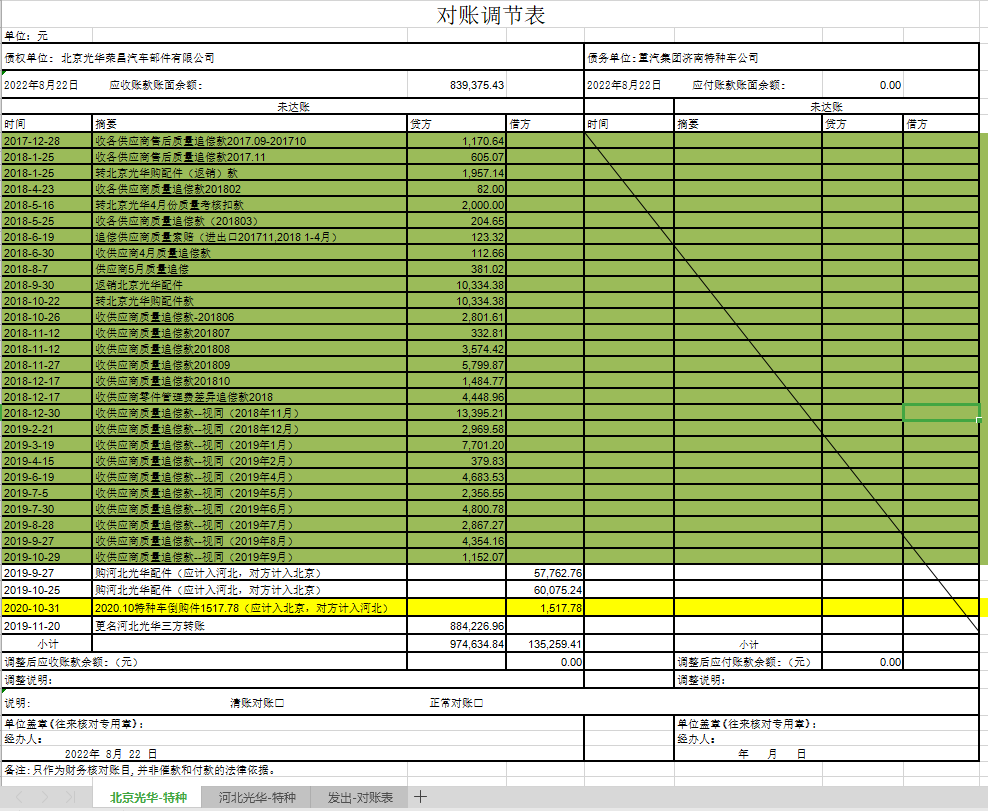 对账调节表
单位：元
债权单位：北京光华荣昌汽车部件有限公司 债务单位:重汽集团济南特种车公司
2022年8月22日 应收账款账面余额： 839,375.43 2022年8月22日 应付账款账面余额： 0.00
未达账 未达账
时间 摘要 贷方 借方 时间 摘要 贷方 借方
2017-12-28 收各供应商售后质量追偿款2017.09-201710 1,170.64
2018-1-25 收各供应商售后质量追偿款2017.11 605.07
2018-1-25 转北京光华购配件（返销）款 1,957.14
2018-4-23 收各供应商质量追偿款201802 82.00
2018-5-16 转北京光华4月份质量考核扣款 2,000.00
2018-5-25 收各供应商质量追偿款（201803） 204.65
2018-6-19 追偿供应商质量索赔（进出口201711,2018 1-4月） 123.32
2018-6-30 收供应商4月质量追偿款 112.66
2018-8-7 供应商5月质量追偿 381.02
2018-9-30 返销北京光华配件 10,334.38
2018-10-22 转北京光华购配件款 10,334.38
2018-10-26 收供应商质量追偿款-201806 2,801.61
2018-11-12 收供应商质量追偿款201807 332.81
2018-11-12 收供应商质量追偿款201808 3,574.42
2018-11-27 收供应商质量追偿款201809 5,799.87
2018-12-17 收供应商质量追偿款201810 1,484.77
2018-12-17 收供应商零件管理费差异追偿款2018 4,448.96
2018-12-30 收供应商质量追偿款--视同（2018年11月） 13,395.21
2019-2-21 收供应商质量追偿款--视同（2018年12月） 2,969.58
2019-3-19 收供应商质量追偿款--视同（2019年1月） 7,701.20
2019-4-15 收供应商质量追偿款--视同（2019年2月） 379.83
2019-6-19 收供应商质量追偿款--视同（2019年4月） 4,683.53
2019-7-5 收供应商质量追偿款--视同（2019年5月） 2,356.55
2019-7-30 收供应商质量追偿款--视同（2019年6月） 4,800.78
2019-8-28 收供应商质量追偿款--视同（2019年7月） 2,867.27
2019-9-27 收供应商质量追偿款--视同（2019年8月） 4,354.16
2019-10-29 收供应商质量追偿款--视同（2019年9月） 1,152.07
2019-9-27 购河北光华配件（应计入河北，对方计入北京） 57,762.76
2019-10-25 购河北光华配件（应计入河北，对方计入北京） 60,075.24
2020-10-31 2020.10特种车倒购件1517.78（应计入北京，对方计入河北） 1,517.78
2019-11-20 更名河北光华三方转账 884,226.96
小计 974,634.84 135,259.41 小计
调整后应收账款余额：（元） 0.00 调整后应付账款余额：（元） 0.00
调整说明： 调整说明：
说明： 清账对账□ 正常对账□
单位盖章(往来核对专用章)： 单位盖章(往来核对专用章)：
经办人： 经办人：
2022年 8月 22 日 年 月 日
备注:只作为财务核对账目,并非催款和付款的法律依据。
北京光华-特种 河北光华-特种 发出-对账表 +